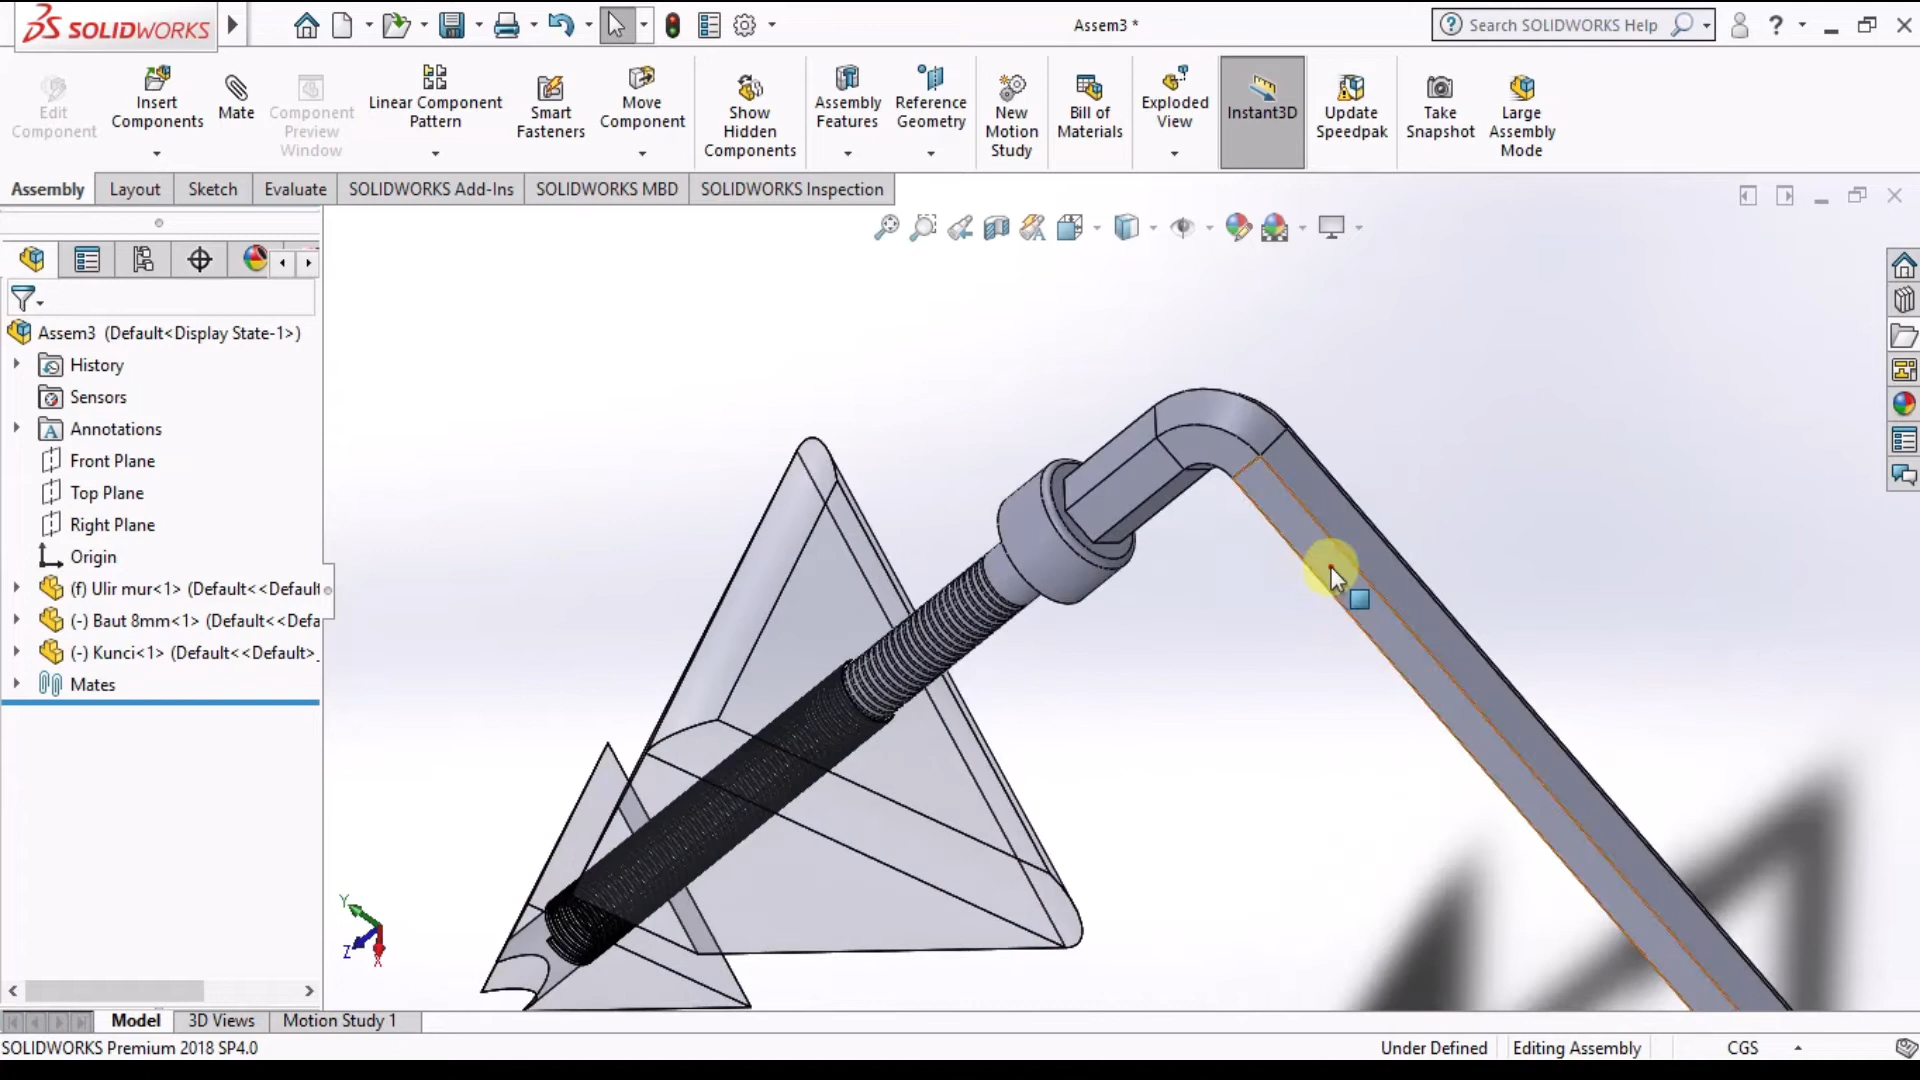 SOLIDWORKS
Assem3 *
Search SOLIDWORKS Help
Edit Component
Insert Components
Mate
Component Preview Window
Linear Component Pattern
Smart Fasteners
Move Component
Show Hidden Components
Assembly Features
Reference Geometry
New Motion Study
Bill of Materials
Exploded View
Instant3D
Update Speedpak
Take Snapshot
Large Assembly Mode
Assembly
Layout
Sketch
Evaluate
SOLIDWORKS Add-Ins
SOLIDWORKS MBD
SOLIDWORKS Inspection
Assem3 (Default<Display State-1>)
History
Sensors
Annotations
Front Plane
Top Plane
Right Plane
Origin
(f) Ulir mur<1> (Default<<Default
(-) Baut 8mm<1> (Default<<Defa
(-) Kunci<1> (Default<<Default>_
Mates
Y
Z
X
Model
3D Views
Motion Study 1
SOLIDWORKS Premium 2018 SP4.0
Under Defined
Editing Assembly
CGS